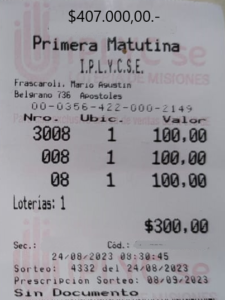 $407.000,00.-
Primera Matutina
I.P.L.Y.C.S.E.
DE MISIONES
Frascaroli, Mario Agustin
Belgrano 736 Apostoles
00-0356-422-000-2149
Nro. Ubic. Valor
3008 1 100,00
008 1 100,00
08 1 100,00
Loterias: 1
$300,00
Sec.: Cód.:
24/08/2023 08:30:45
Sorteo: 4332 del 24/08/2023
Prescripcion Sorteo: 08/09/2023
Sin Documento